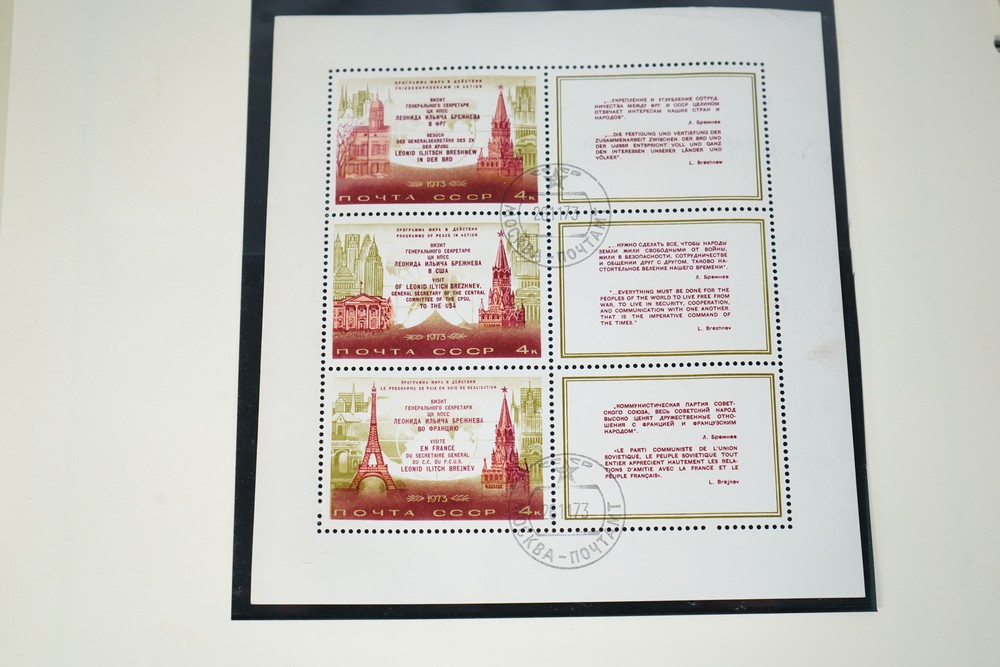 ПРОГРАММА МИРА В ДЕЙСТВИИ
FRIEDENSPROGRAMM IN AKTION
ВИЗИТ
ГЕНЕРАЛЬНОГО СЕКРЕТАРЯ
ЦК КПСС
ЛЕОНИДА ИЛЬИЧА БРЕЖНЕВА
В ФРГ
BESUCH
DES GENERALSEKRETÄRS DES ZK
DER KPDSU
LEONID ILJITSCH BRESHNEW
IN DER BRD
1973
ПОЧТА СССР 4к
„...УКРЕПЛЕНИЕ И УГЛУБЛЕНИЕ СОТРУД-
НИЧЕСТВА МЕЖДУ ФРГ И СССР ЦЕЛИКОМ
ОТВЕЧАЕТ ИНТЕРЕСАМ НАШИХ СТРАН И
НАРОДОВ".
Л. Брежнев
„...DIE FESTIGUNG UND VERTIEFUNG DER
ZUSAMMENARBEIT ZWISCHEN DER BRD UND
DER UdSSR ENTSPRICHT VOLL UND GANZ
DEN INTERESSEN UNSERER LÄNDER UND
VÖLKER".
L. Brezhnev
СССР
201173
МОСКВА-ПОЧТАМТ
ПРОГРАММА МИРА В ДЕЙСТВИИ
PROGRAMME OF PEACE IN ACTION
ВИЗИТ
ГЕНЕРАЛЬНОГО СЕКРЕТАРЯ
ЦК КПСС
ЛЕОНИДА ИЛЬИЧА БРЕЖНЕВА
В США
VISIT
OF LEONID ILYICH BREZHNEV,
GENERAL SECRETARY OF THE CENTRAL
COMMITTEE OF THE CPSU,
TO THE USA
1973
ПОЧТА СССР 4к
„...НУЖНО СДЕЛАТЬ ВСЕ, ЧТОБЫ НАРОДЫ
ЗЕМЛИ ЖИЛИ СВОБОДНЫМИ ОТ ВОЙНЫ,
ЖИЛИ В БЕЗОПАСНОСТИ, СОТРУДНИЧЕСТВЕ
И ОБЩЕНИИ ДРУГ С ДРУГОМ. ТАКОВО НА-
СТОЯТЕЛЬНОЕ ВЕЛЕНИЕ НАШЕГО ВРЕМЕНИ".
Л. Брежнев
"...EVERYTHING MUST BE DONE FOR THE
PEOPLES OF THE WORLD TO LIVE FREE FROM
WAR, TO LIVE IN SECURITY, COOPERATION,
AND COMMUNICATION WITH ONE ANOTHER.
THAT IS THE IMPERATIVE COMMAND OF
THE TIMES."
L. Brezhnev
ПРОГРАММА МИРА В ДЕЙСТВИИ
LE PROGRAMME DE PAIX EN VOIE DE REALISATION
ВИЗИТ
ГЕНЕРАЛЬНОГО СЕКРЕТАРЯ
ЦК КПСС
ЛЕОНИДА ИЛЬИЧА БРЕЖНЕВА
ВО ФРАНЦИЮ
VISITE
EN FRANCE
DU SECRETAIRE GENERAL
DU C.C. DU P.C.U.S.
LEONID ILITCH BREJNEV
1973
ПОЧТА СССР 4к
„КОММУНИСТИЧЕСКАЯ ПАРТИЯ СОВЕТ-
СКОГО СОЮЗА, ВЕСЬ СОВЕТСКИЙ НАРОД
ВЫСОКО ЦЕНЯТ ДРУЖЕСТВЕННЫЕ ОТНО-
ШЕНИЯ С ФРАНЦИЕЙ И ФРАНЦУЗСКИМ
НАРОДОМ".
Л. Брежнев
«LE PARTI COMMUNISTE DE L'UNION
SOVIETIQUE, LE PEUPLE SOVIETIQUE TOUT
ENTIER APPRECIENT HAUTEMENT LES RELA-
TIONS D'AMITIE AVEC LA FRANCE ET LE
PEUPLE FRANÇAIS».
L. Brejnev
СССР
201173
МОСКВА-ПОЧТАМТ